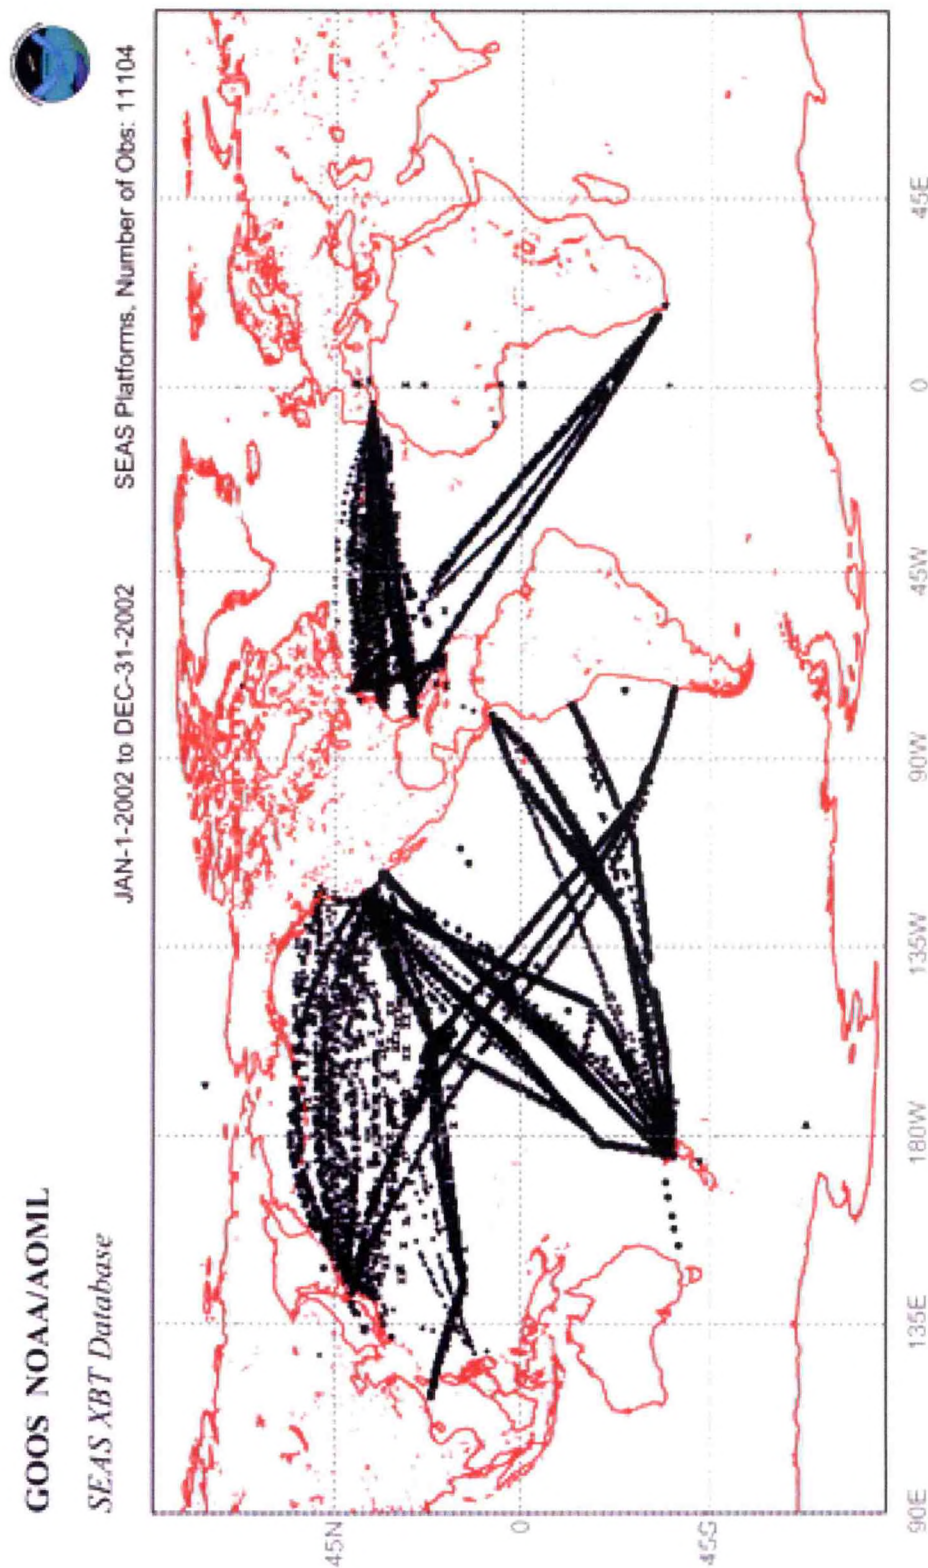 GOOS NOAA/AOML
SEAS XBT Database
JAN-1-2002 to DEC-31-2002
SEAS Platforms, Number of Obs: 11104
45N
0
45S
90E
135E
180W
135W
90W
45W
0
45E